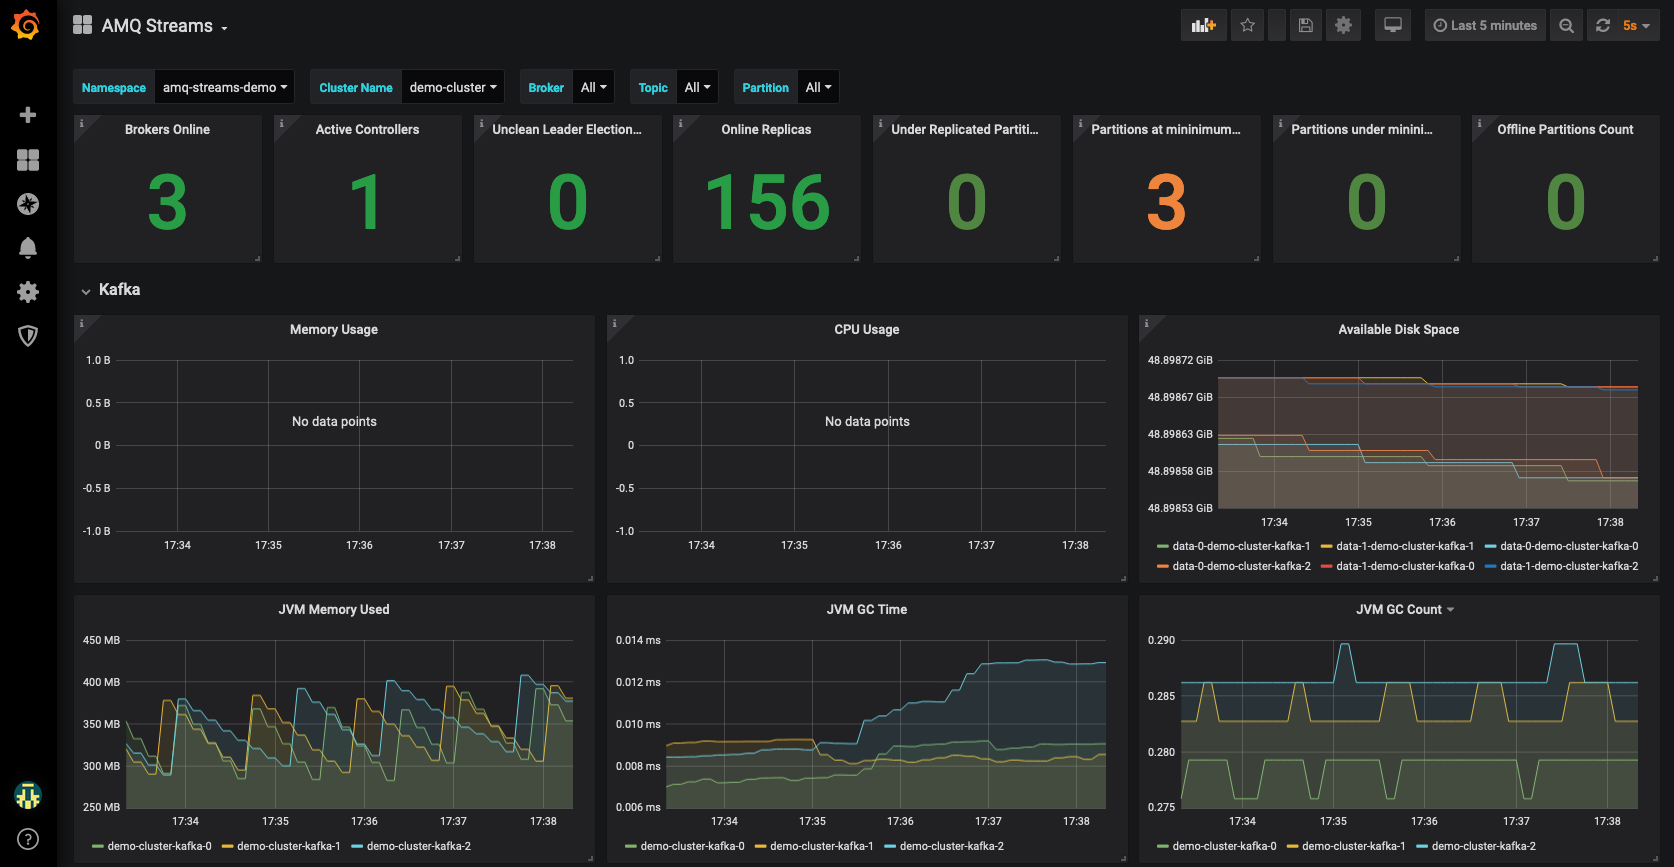 AMQ Streams
Last 5 minutes
5s
Namespace amq-streams-demo Cluster Name demo-cluster Broker All Topic All Partition All
Brokers Online
3
Active Controllers
1
Unclean Leader Election...
0
Online Replicas
156
Under Replicated Partiti...
0
Partitions at mininimum...
3
Partitions under minini...
0
Offline Partitions Count
0
Kafka
Memory Usage
1.0 B
0.5 B
0 B
-0.5 B
-1.0 B
No data points
17:34 17:35 17:36 17:37 17:38
CPU Usage
1.0
0.5
0
-0.5
-1.0
No data points
17:34 17:35 17:36 17:37 17:38
Available Disk Space
48.89872 GiB
48.89867 GiB
48.89863 GiB
48.89858 GiB
48.89853 GiB
17:34 17:35 17:36 17:37 17:38
data-0-demo-cluster-kafka-1 data-1-demo-cluster-kafka-1 data-0-demo-cluster-kafka-0
data-0-demo-cluster-kafka-2 data-1-demo-cluster-kafka-0 data-1-demo-cluster-kafka-2
JVM Memory Used
450 MB
400 MB
350 MB
300 MB
250 MB
17:34 17:35 17:36 17:37 17:38
demo-cluster-kafka-0 demo-cluster-kafka-1 demo-cluster-kafka-2
JVM GC Time
0.014 ms
0.012 ms
0.010 ms
0.008 ms
0.006 ms
17:34 17:35 17:36 17:37 17:38
demo-cluster-kafka-0 demo-cluster-kafka-1 demo-cluster-kafka-2
JVM GC Count
0.290
0.285
0.280
0.275
17:34 17:35 17:36 17:37 17:38
demo-cluster-kafka-0 demo-cluster-kafka-1 demo-cluster-kafka-2